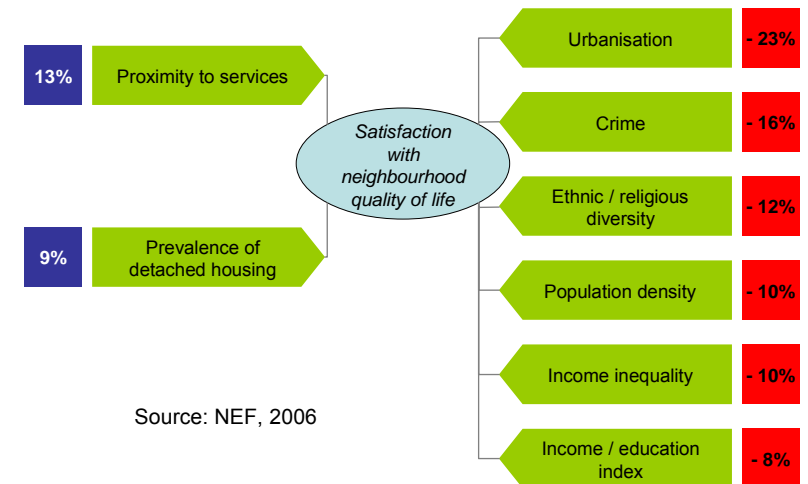 13%
Proximity to services
9%
Prevalence of
detached housing
Satisfaction
with
neighbourhood
quality of life
Urbanisation
- 23%
Crime
- 16%
Ethnic / religious
diversity
- 12%
Population density
- 10%
Income inequality
- 10%
Income / education
index
- 8%
Source: NEF, 2006